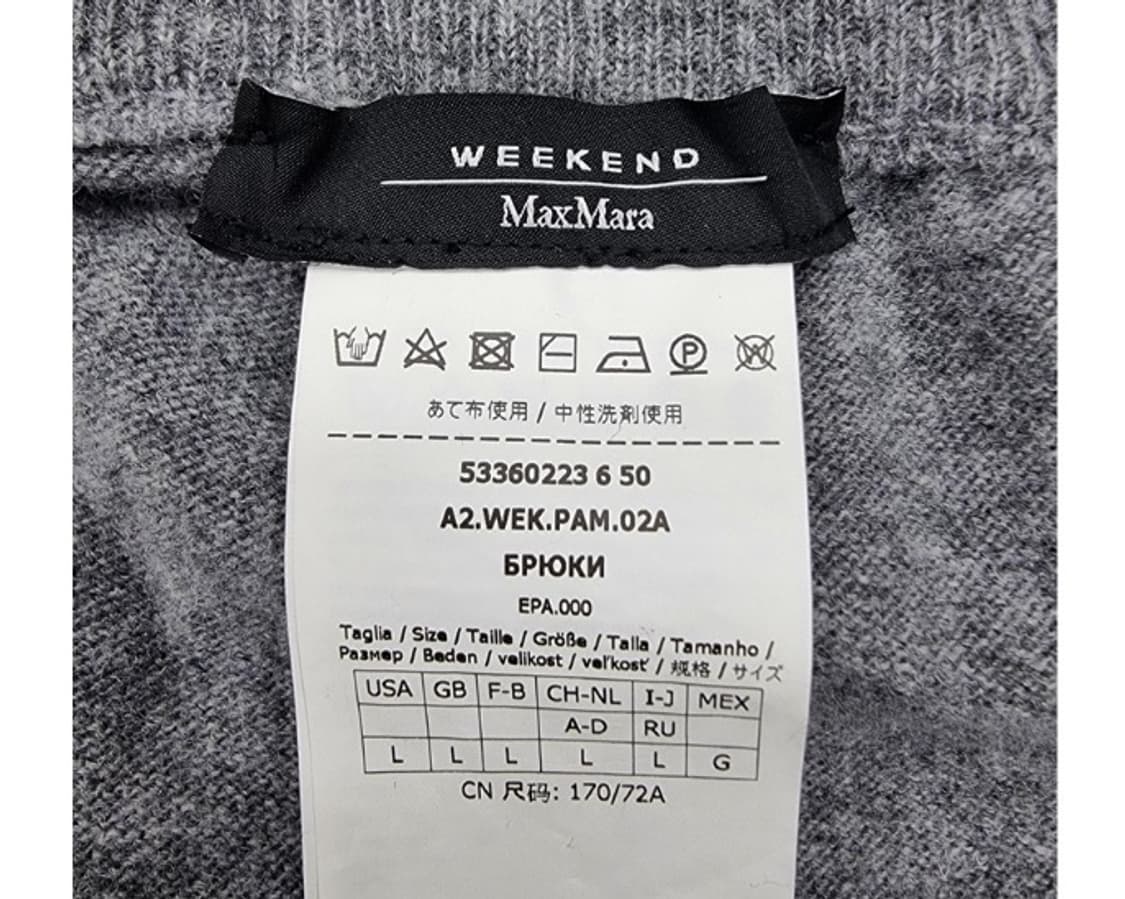 WEEKEND
MaxMara
P W
あて布使用 / 中性洗剤使用
53360223 6 50
A2.WEK.PAM.02A
БРЮКИ
EPA.000
Taglia / Size / Taille / Größe / Talla / Tamanho /
Размер / Beden / velikost / veľkosť / 规格 / サイズ
USA GB F-B CH-NL I-J MEX
A-D RU
L L L L L G
CN 尺码: 170/72A